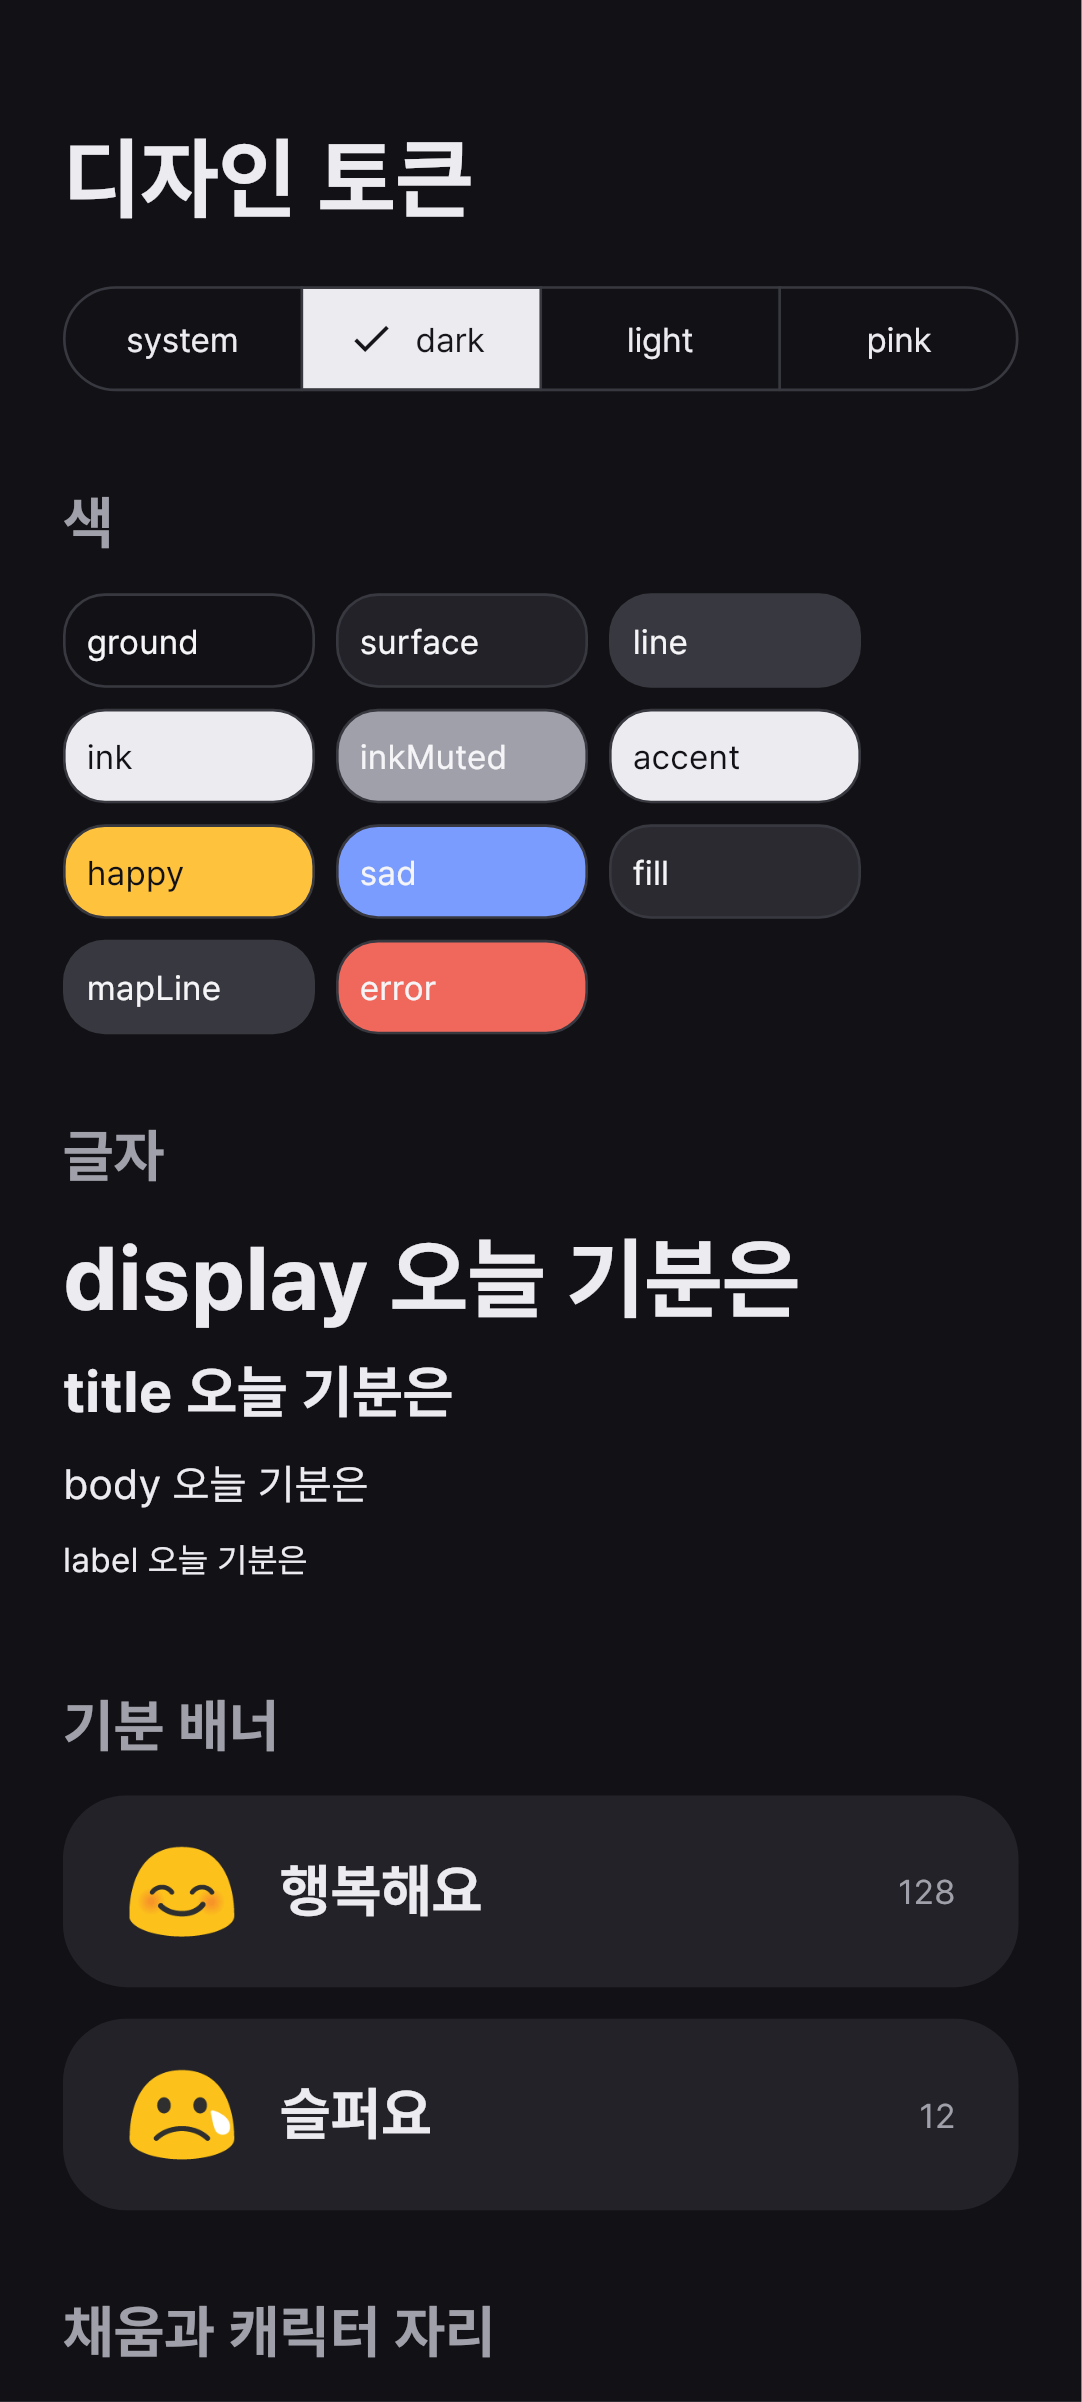 디자인 토큰
system dark light pink
색
ground surface line
ink inkMuted accent
happy sad fill
mapLine error
글자
display 오늘 기분은
title 오늘 기분은
body 오늘 기분은
label 오늘 기분은
기분 배너
행복해요 128
슬퍼요 12
채움과 캐릭터 자리